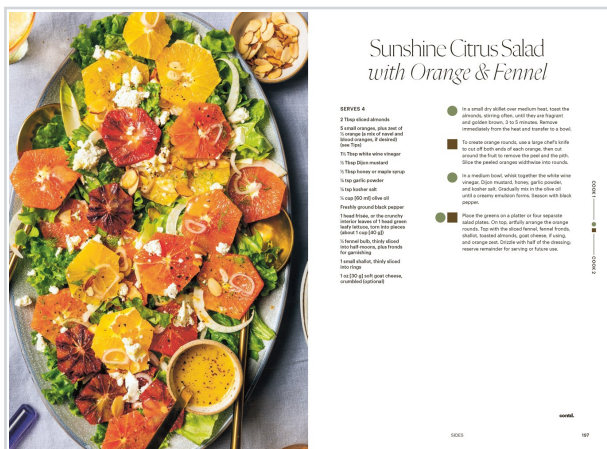 Sunshine Citrus Salad
with Orange & Fennel
SERVES 4
2 Tbsp sliced almonds
5 small oranges, plus zest of
½ orange (a mix of navel and
blood oranges, if desired)
(see Tips)
1½ Tbsp white wine vinegar
½ Tbsp Dijon mustard
½ Tbsp honey or maple syrup
⅛ tsp garlic powder
⅛ tsp kosher salt
¼ cup (60 ml) olive oil
Freshly ground black pepper
1 head frisée, or the crunchy
interior leaves of 1 head green
leafy lettuce, torn into pieces
(about 1 cup [40 g])
½ fennel bulb, thinly sliced
into half-moons, plus fronds
for garnishing
1 small shallot, thinly sliced
into rings
1 oz [30 g] soft goat cheese,
crumbled (optional)
In a small dry skillet over medium heat, toast the
almonds, stirring often, until they are fragrant
and golden brown, 3 to 5 minutes. Remove
immediately from the heat and transfer to a bowl.
To create orange rounds, use a large chef's knife
to cut off both ends of each orange, then cut
around the fruit to remove the peel and the pith.
Slice the peeled oranges widthwise into rounds.
In a medium bowl, whisk together the white wine
vinegar, Dijon mustard, honey, garlic powder,
and kosher salt. Gradually mix in the olive oil
until a creamy emulsion forms. Season with black
pepper.
Place the greens on a platter or four separate
salad plates. On top, artfully arrange the orange
rounds. Top with the sliced fennel, fennel fronds,
shallot, toasted almonds, goat cheese, if using,
and orange zest. Drizzle with half of the dressing;
reserve remainder for serving or future use.
COOK 1
COOK 2
contd.
SIDES
157